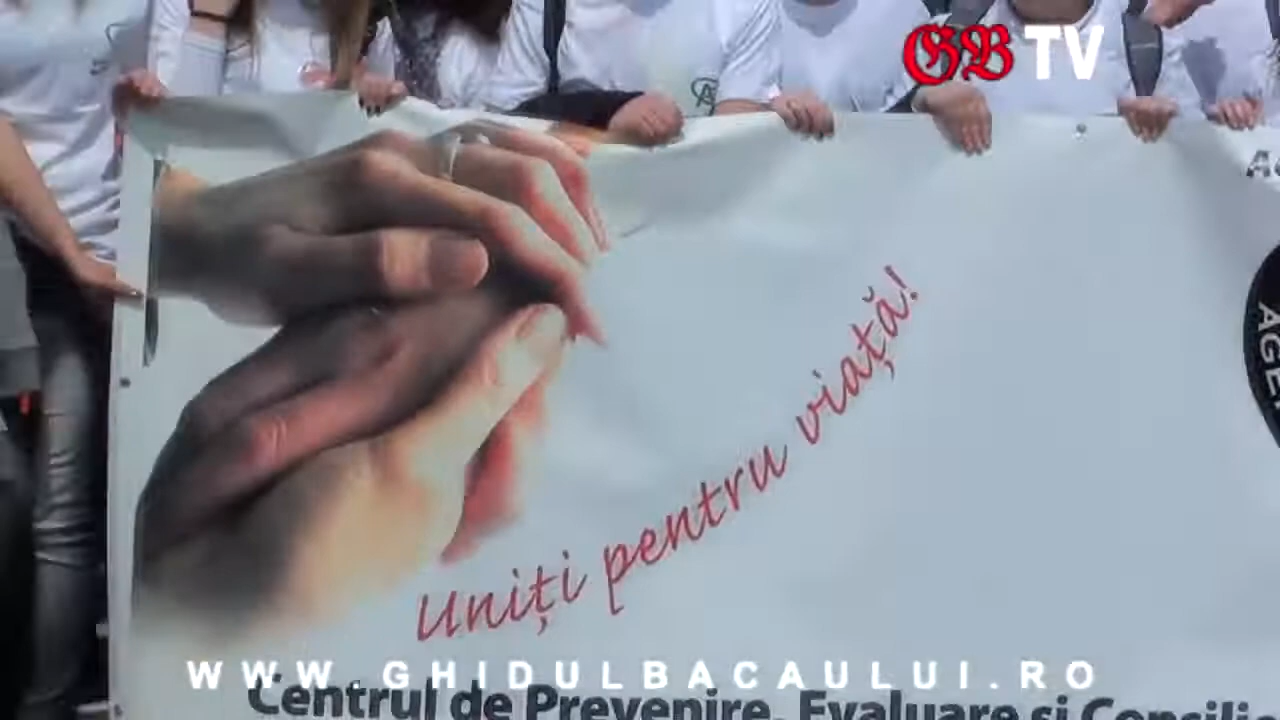 GB TV
Uniți pentru viață!
WWW.GHIDULBACAULUI.RO
Centrul de Prevenire, Evaluare și